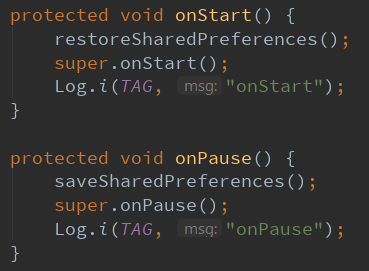 protected void onStart() {
    restoreSharedPreferences();
    super.onStart();
    Log.i(TAG, msg: "onStart");
}

protected void onPause() {
    saveSharedPreferences();
    super.onPause();
    Log.i(TAG, msg: "onPause");
}